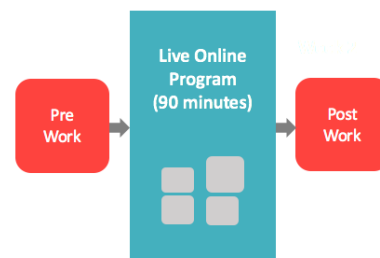 Live Online
Program
(90 minutes)
Pre
Work
Post
Work